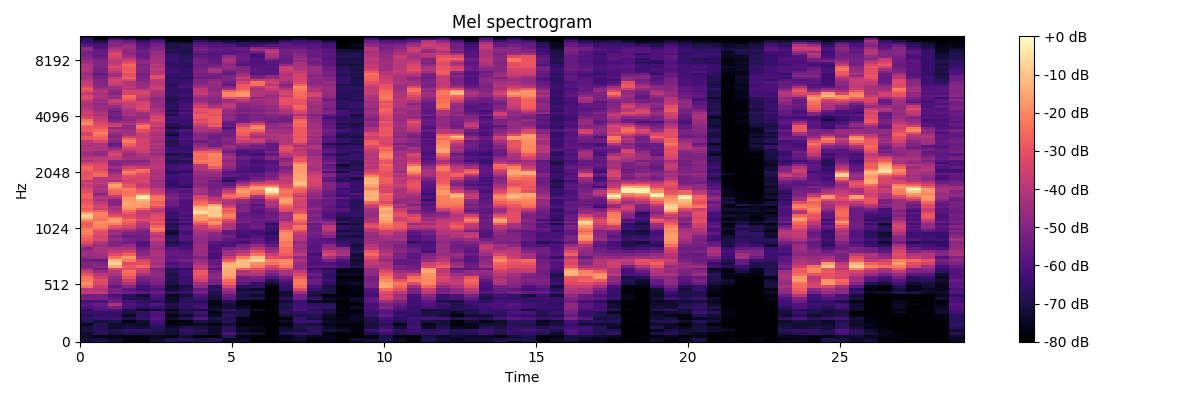 Mel spectrogram
Hz
8192
4096
2048
1024
512
0
0 5 10 15 20 25
Time
+0 dB
-10 dB
-20 dB
-30 dB
-40 dB
-50 dB
-60 dB
-70 dB
-80 dB